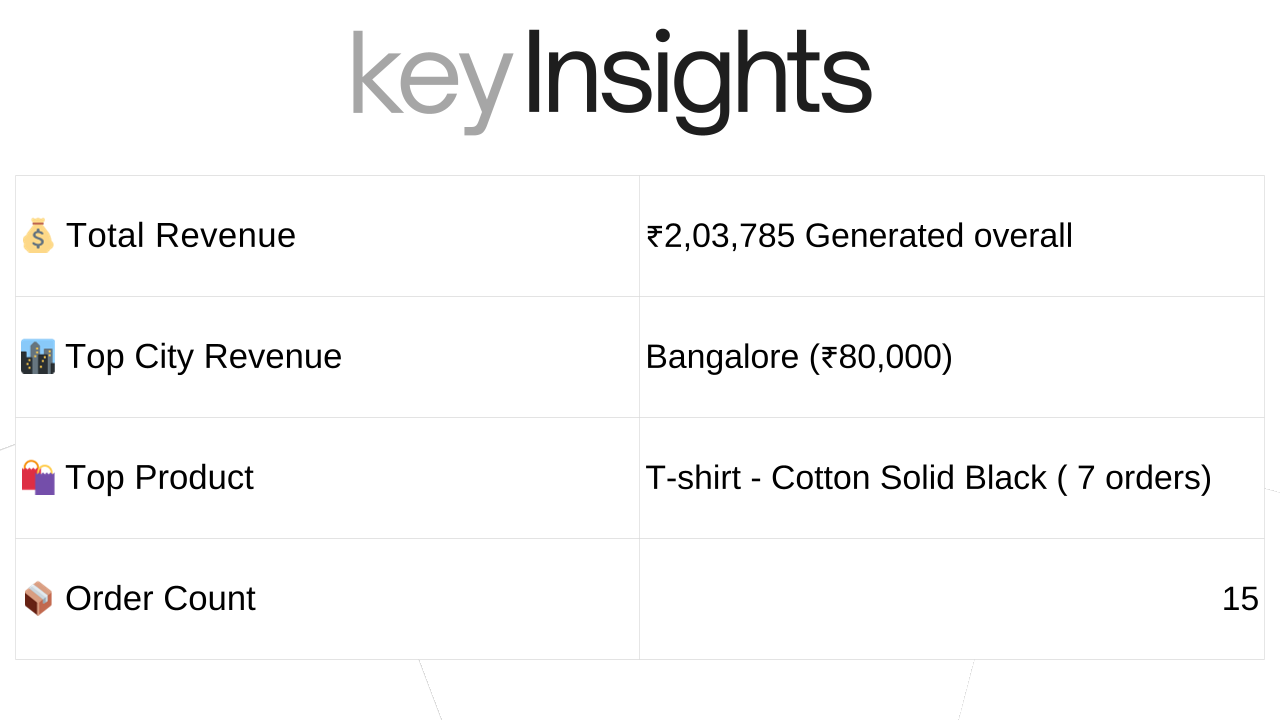 key Insights
💰 Total Revenue
₹2,03,785 Generated overall
🏙️ Top City Revenue
Bangalore (₹80,000)
🛍️ Top Product
T-shirt - Cotton Solid Black ( 7 orders)
📦 Order Count
15